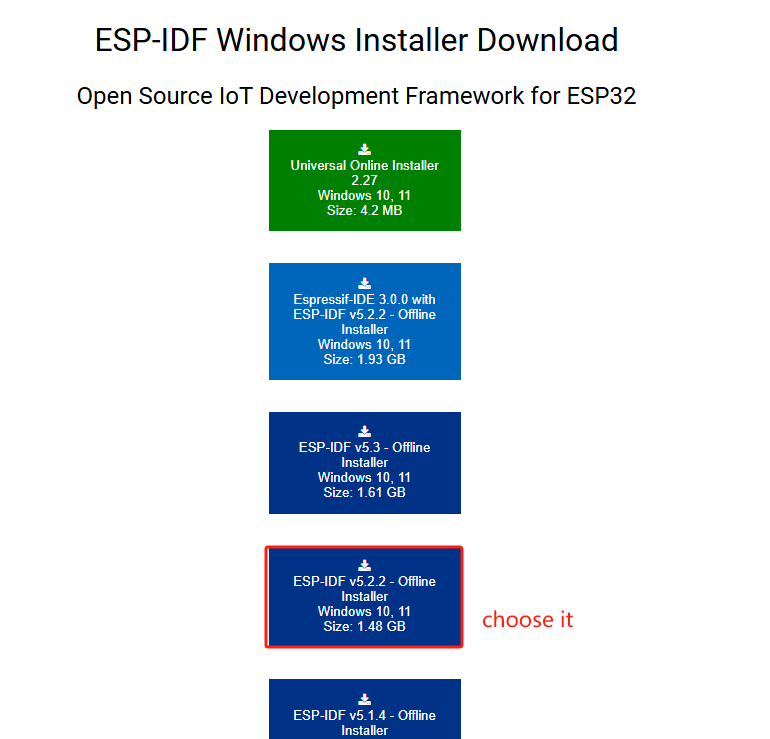 ESP-IDF Windows Installer Download
Open Source IoT Development Framework for ESP32
Universal Online Installer
2.27
Windows 10, 11
Size: 4.2 MB
Espressif-IDE 3.0.0 with
ESP-IDF v5.2.2 - Offline
Installer
Windows 10, 11
Size: 1.93 GB
ESP-IDF v5.3 - Offline
Installer
Windows 10, 11
Size: 1.61 GB
ESP-IDF v5.2.2 - Offline
Installer
Windows 10, 11
Size: 1.48 GB
choose it
ESP-IDF v5.1.4 - Offline
Installer